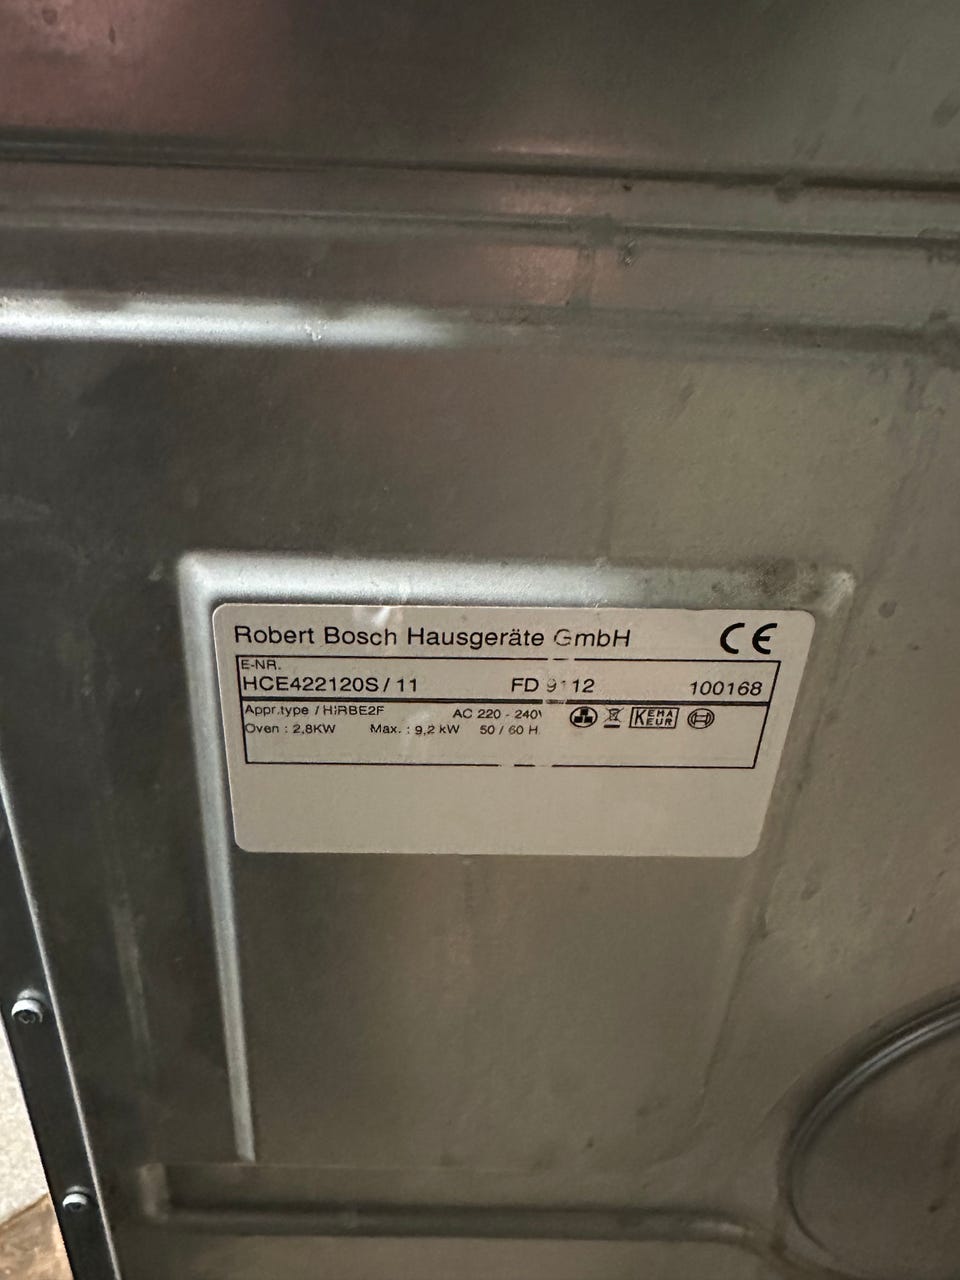 Robert Bosch Hausgeräte GmbH CE
E-NR.
HCE422120S / 11 FD 9112 100168
Appr.type / HIRBE2F AC 220 - 240V KEMA KEUR
Oven : 2,8KW Max. : 9,2 kW 50 / 60 H